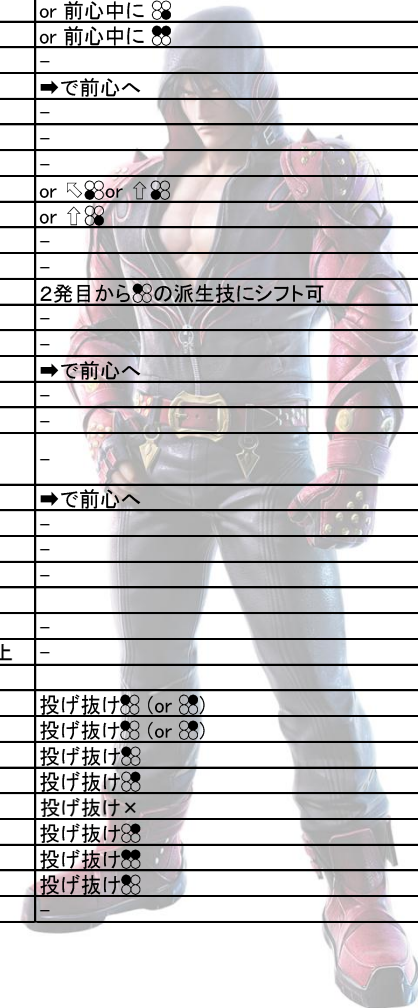 or 前心中に
or 前心中に
–
➡で前心へ
–
–
–
or ⇖ or ⇧
or ⇧
–
–
2発目からの派生技にシフト可
–
–
➡で前心へ
–
–
–
➡で前心へ
–
–
–
–
上 –
投げ抜け (or )
投げ抜け (or )
投げ抜け
投げ抜け
投げ抜け×
投げ抜け
投げ抜け
投げ抜け
–